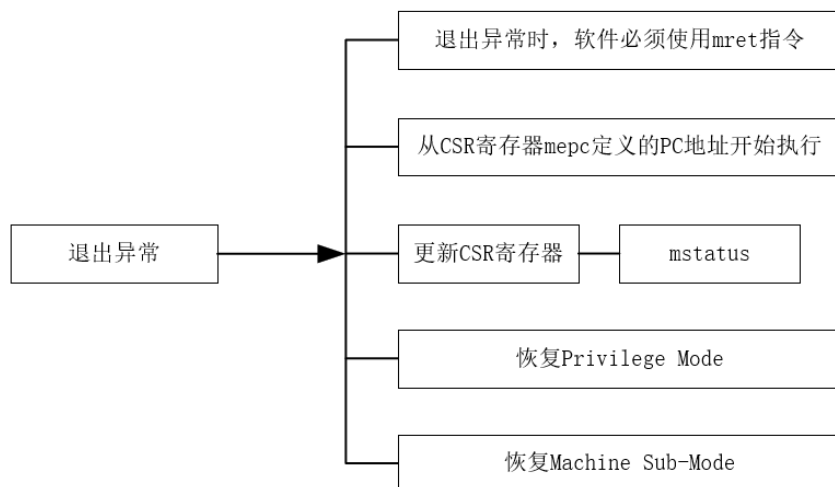 退出异常时，软件必须使用mret指令
从CSR寄存器mepc定义的PC地址开始执行
退出异常
更新CSR寄存器
mstatus
恢复Privilege Mode
恢复Machine Sub-Mode